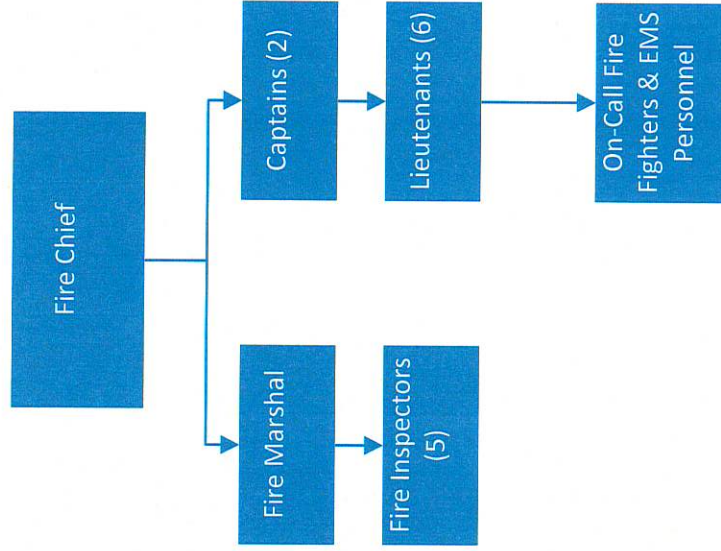 Fire Chief
Fire Marshal
Captains (2)
Fire Inspectors
(5)
Lieutenants (6)
On-Call Fire
Fighters & EMS
Personnel